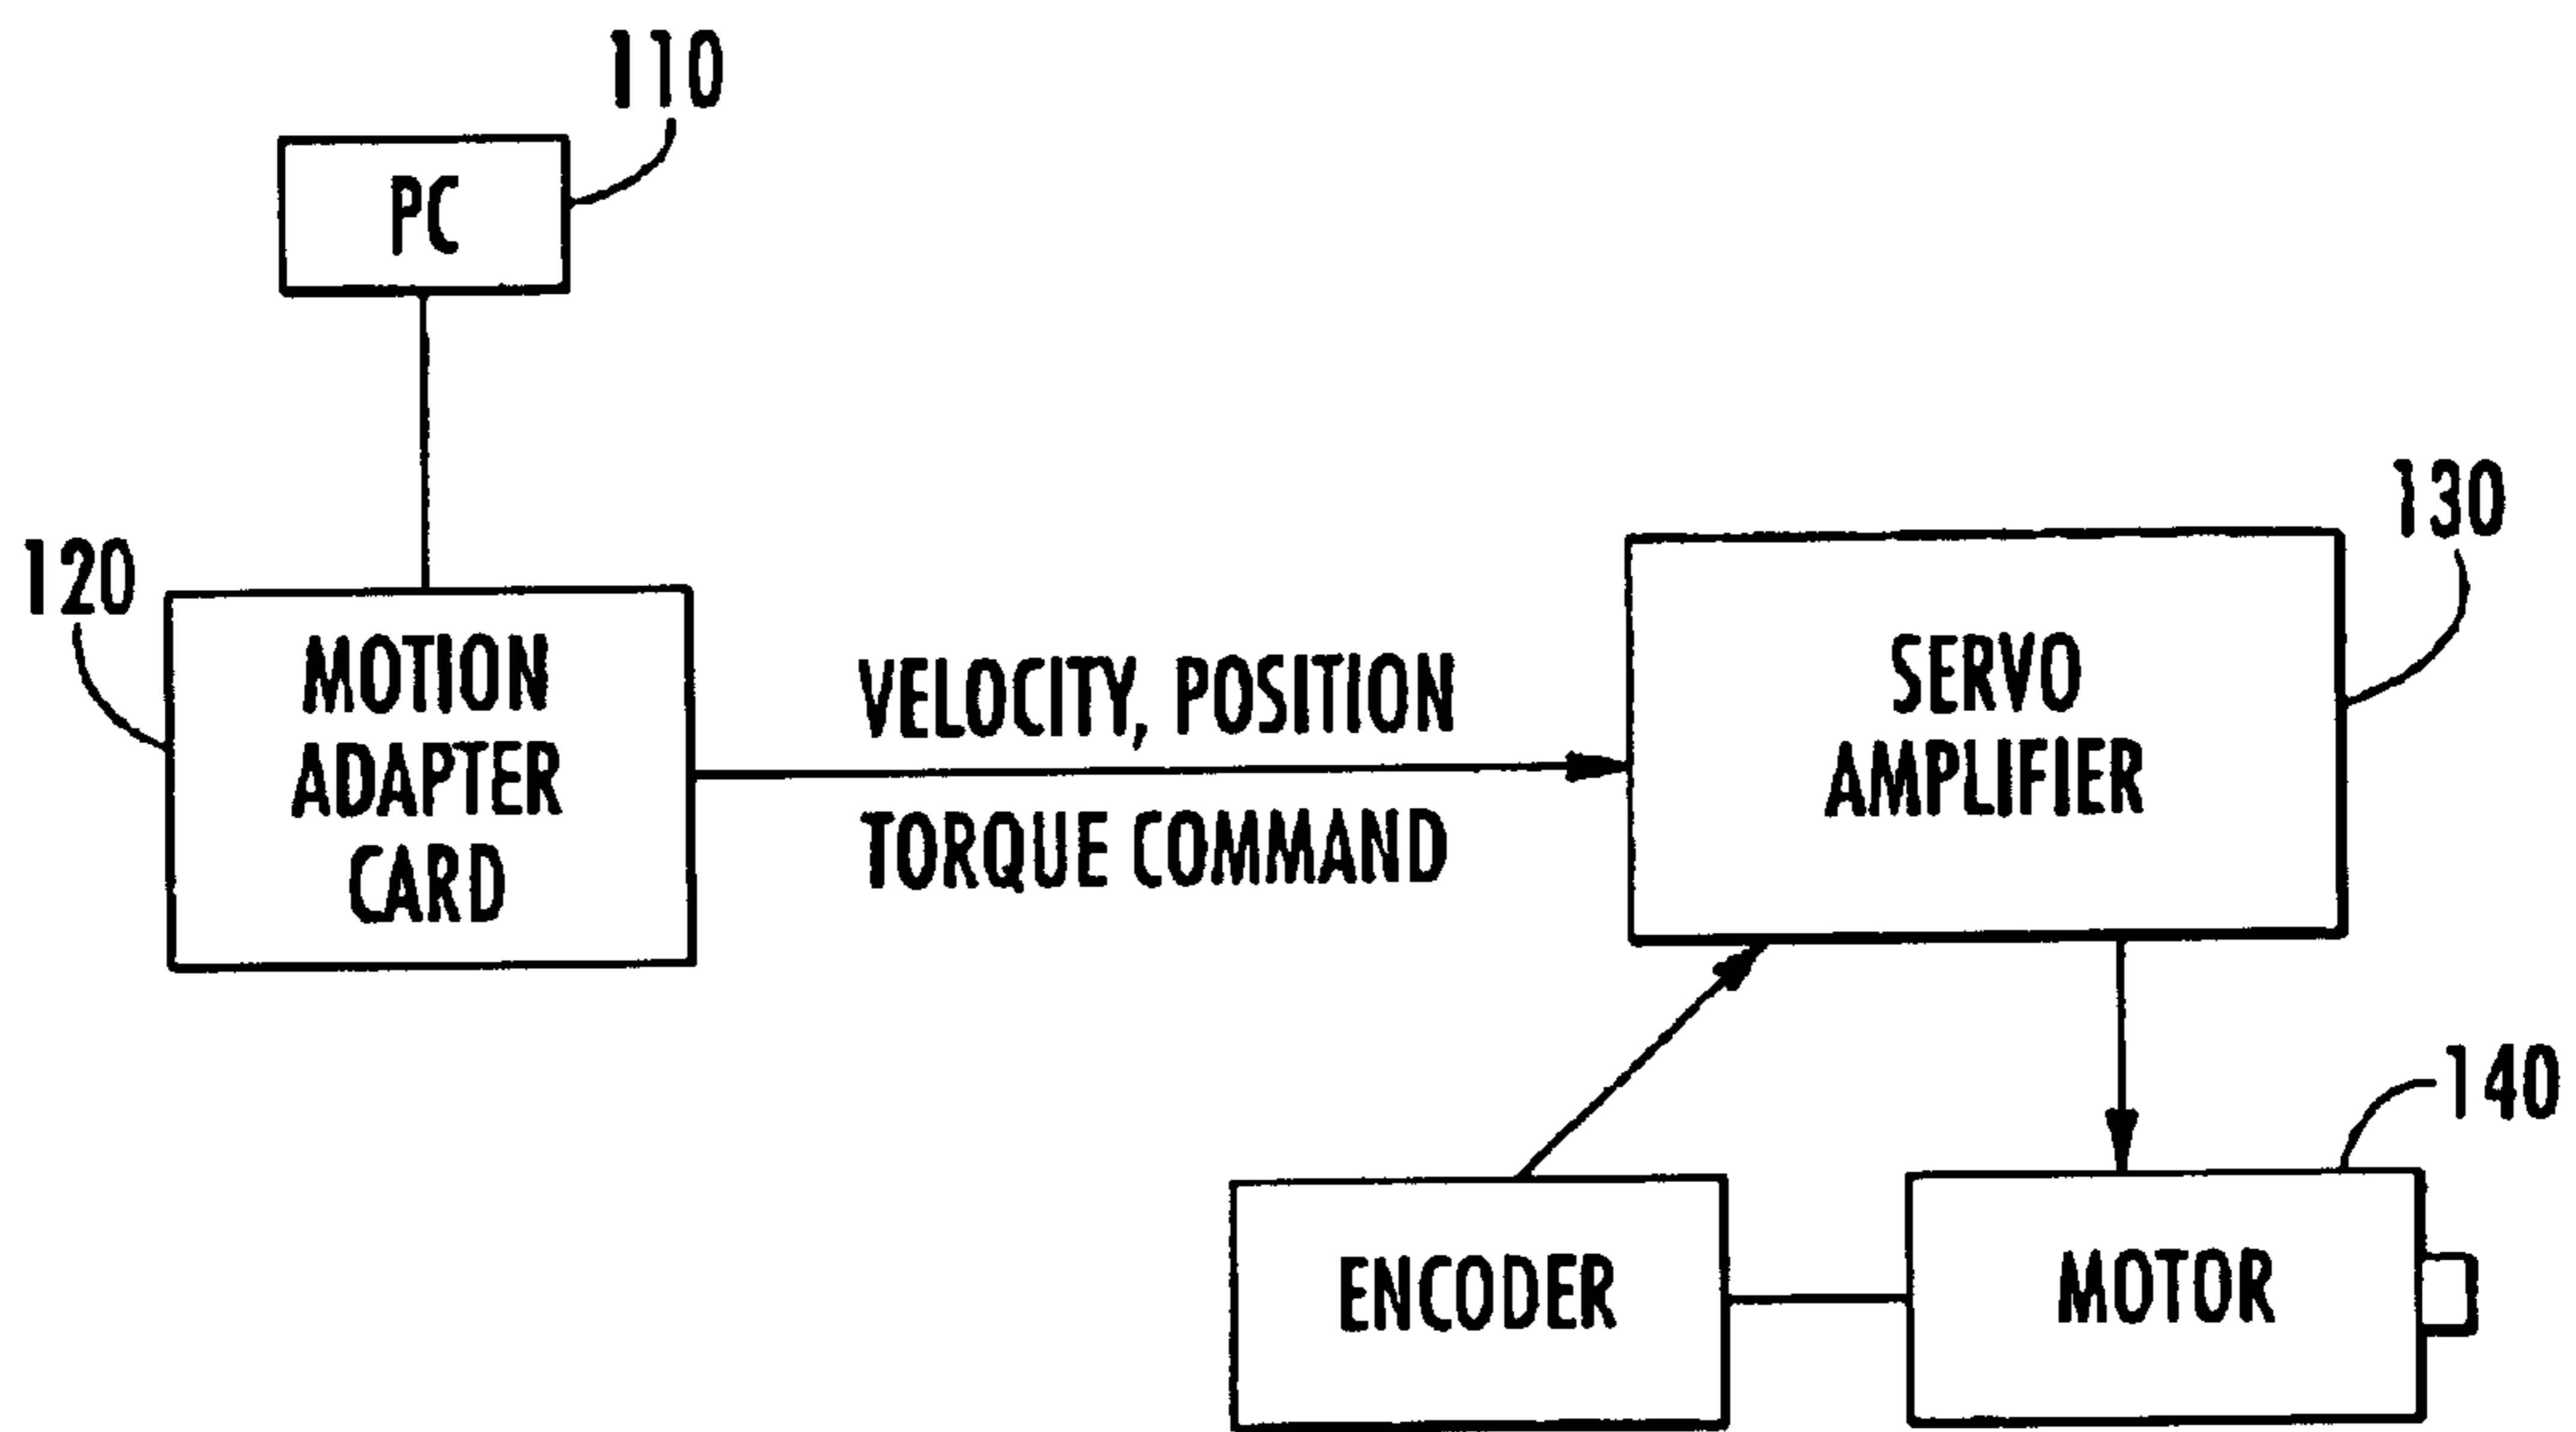 110
PC
120
MOTION
ADAPTER
CARD
VELOCITY, POSITION
TORQUE COMMAND
130
SERVO
AMPLIFIER
140
ENCODER
MOTOR